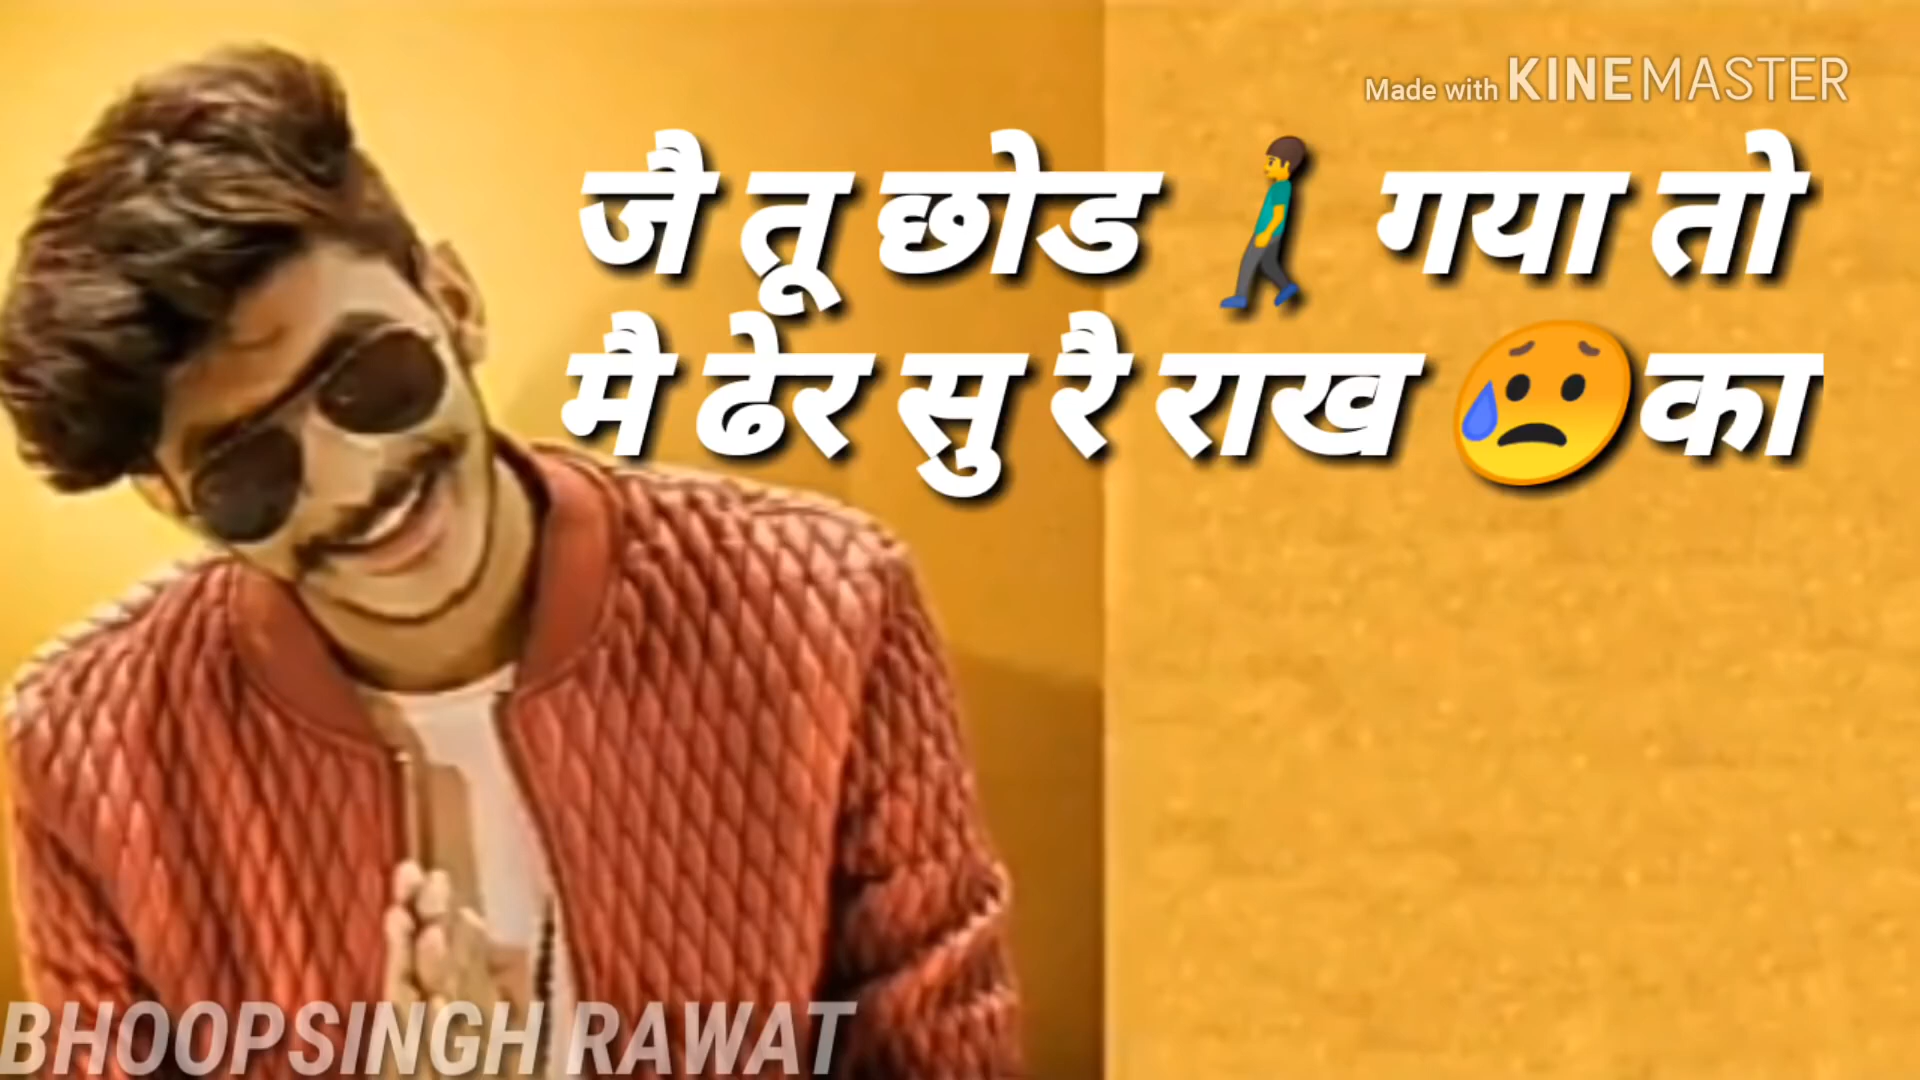 Made with KINEMASTER
जै तू छोड 🚶‍♂️ गया तो
मै ढेर सु रै राख 😥 का
BHOOPSINGH RAWAT